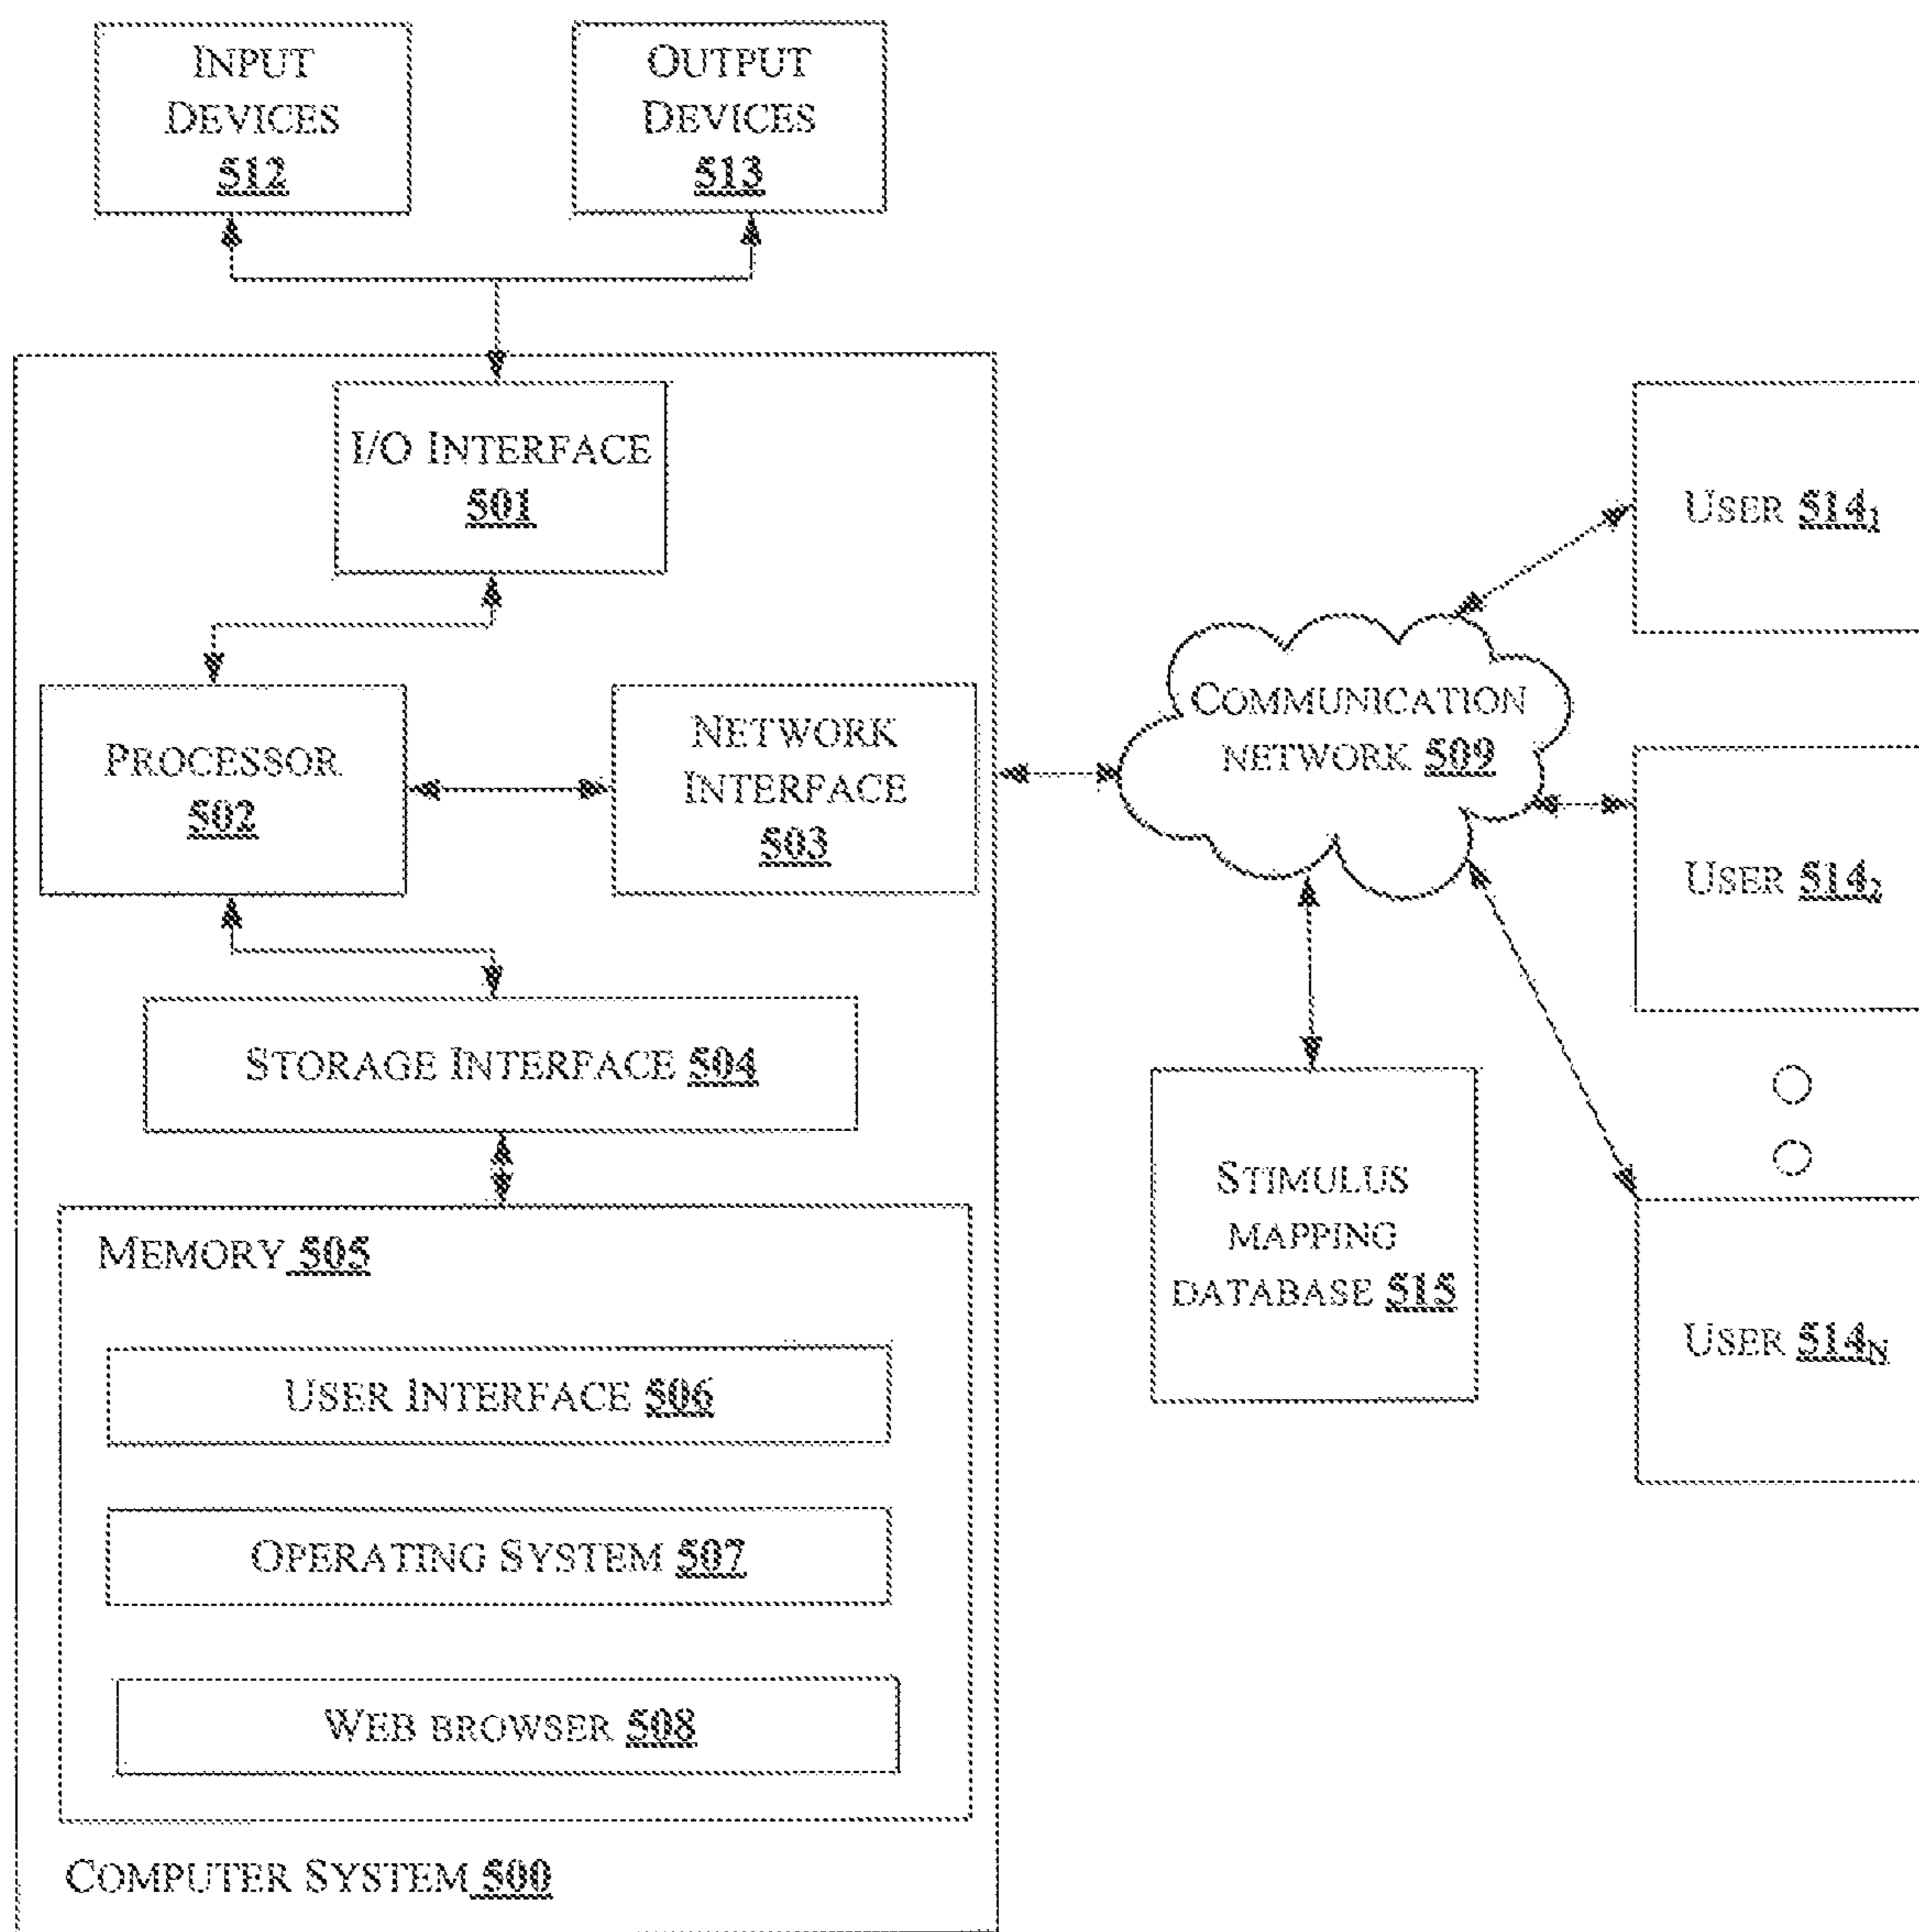 INPUT
DEVICES
512
OUTPUT
DEVICES
513
I/O INTERFACE
501
PROCESSOR
502
NETWORK
INTERFACE
503
STORAGE INTERFACE 504
MEMORY 505
USER INTERFACE 506
OPERATING SYSTEM 507
WEB BROWSER 508
COMPUTER SYSTEM 500
COMMUNICATION
NETWORK 509
STIMULUS
MAPPING
DATABASE 515
USER 514₁
USER 514₂
USER 514N